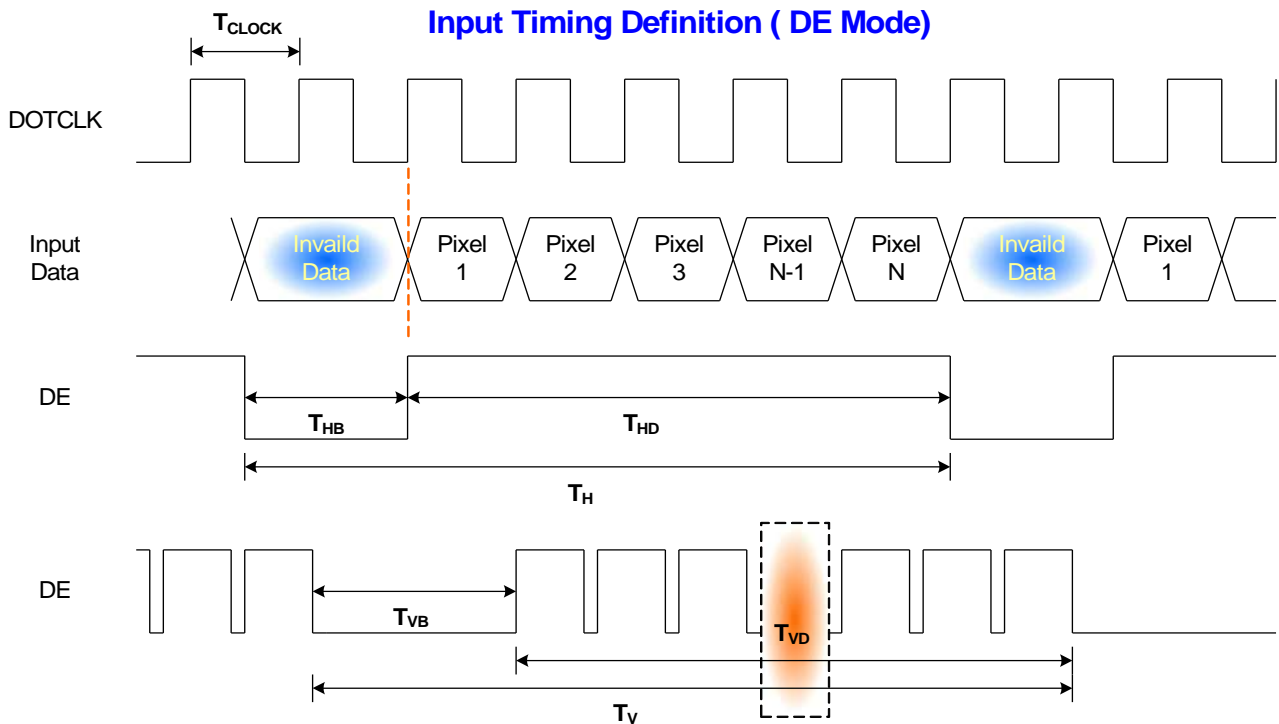 Input Timing Definition ( DE Mode)
TCLOCK
DOTCLK
Input
Data
Invaild
Data
Pixel
1
Pixel
2
Pixel
3
Pixel
N-1
Pixel
N
Invaild
Data
Pixel
1
DE
THB
THD
TH
DE
TVB
TVD
TV